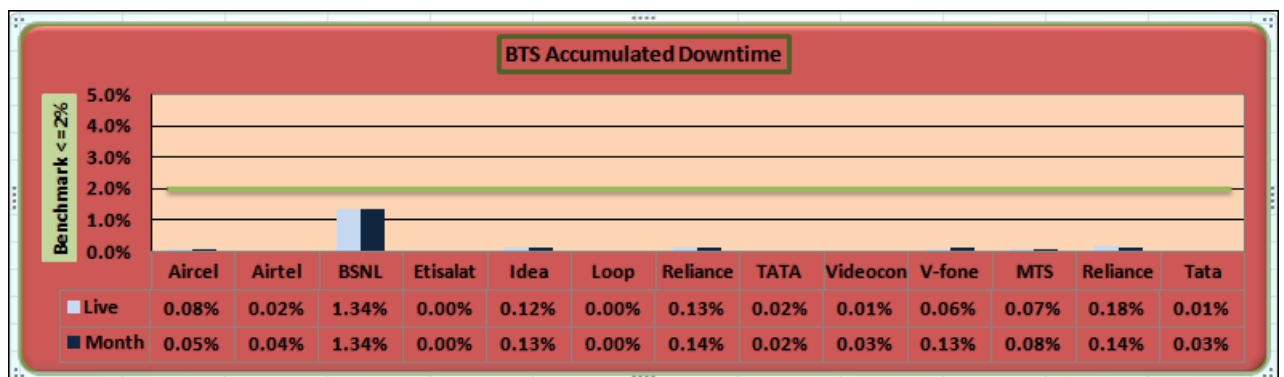 BTS Accumulated Downtime
Benchmark <=2%
5.0%
4.0%
3.0%
2.0%
1.0%
0.0%
Aircel Airtel BSNL Etisalat Idea Loop Reliance TATA Videocon V-fone MTS Reliance Tata
Live 0.08% 0.02% 1.34% 0.00% 0.12% 0.00% 0.13% 0.02% 0.01% 0.06% 0.07% 0.18% 0.01%
Month 0.05% 0.04% 1.34% 0.00% 0.13% 0.00% 0.14% 0.02% 0.03% 0.13% 0.08% 0.14% 0.03%